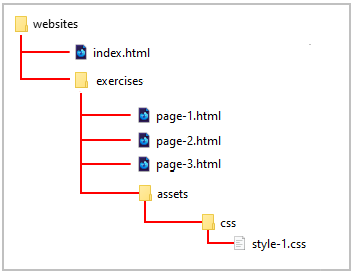 websites
index.html
exercises
page-1.html
page-2.html
page-3.html
assets
css
style-1.css